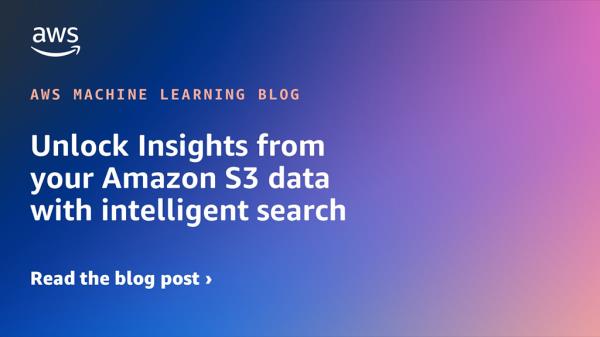 aws
AWS MACHINE LEARNING BLOG
Unlock Insights from
your Amazon S3 data
with intelligent search
Read the blog post ›